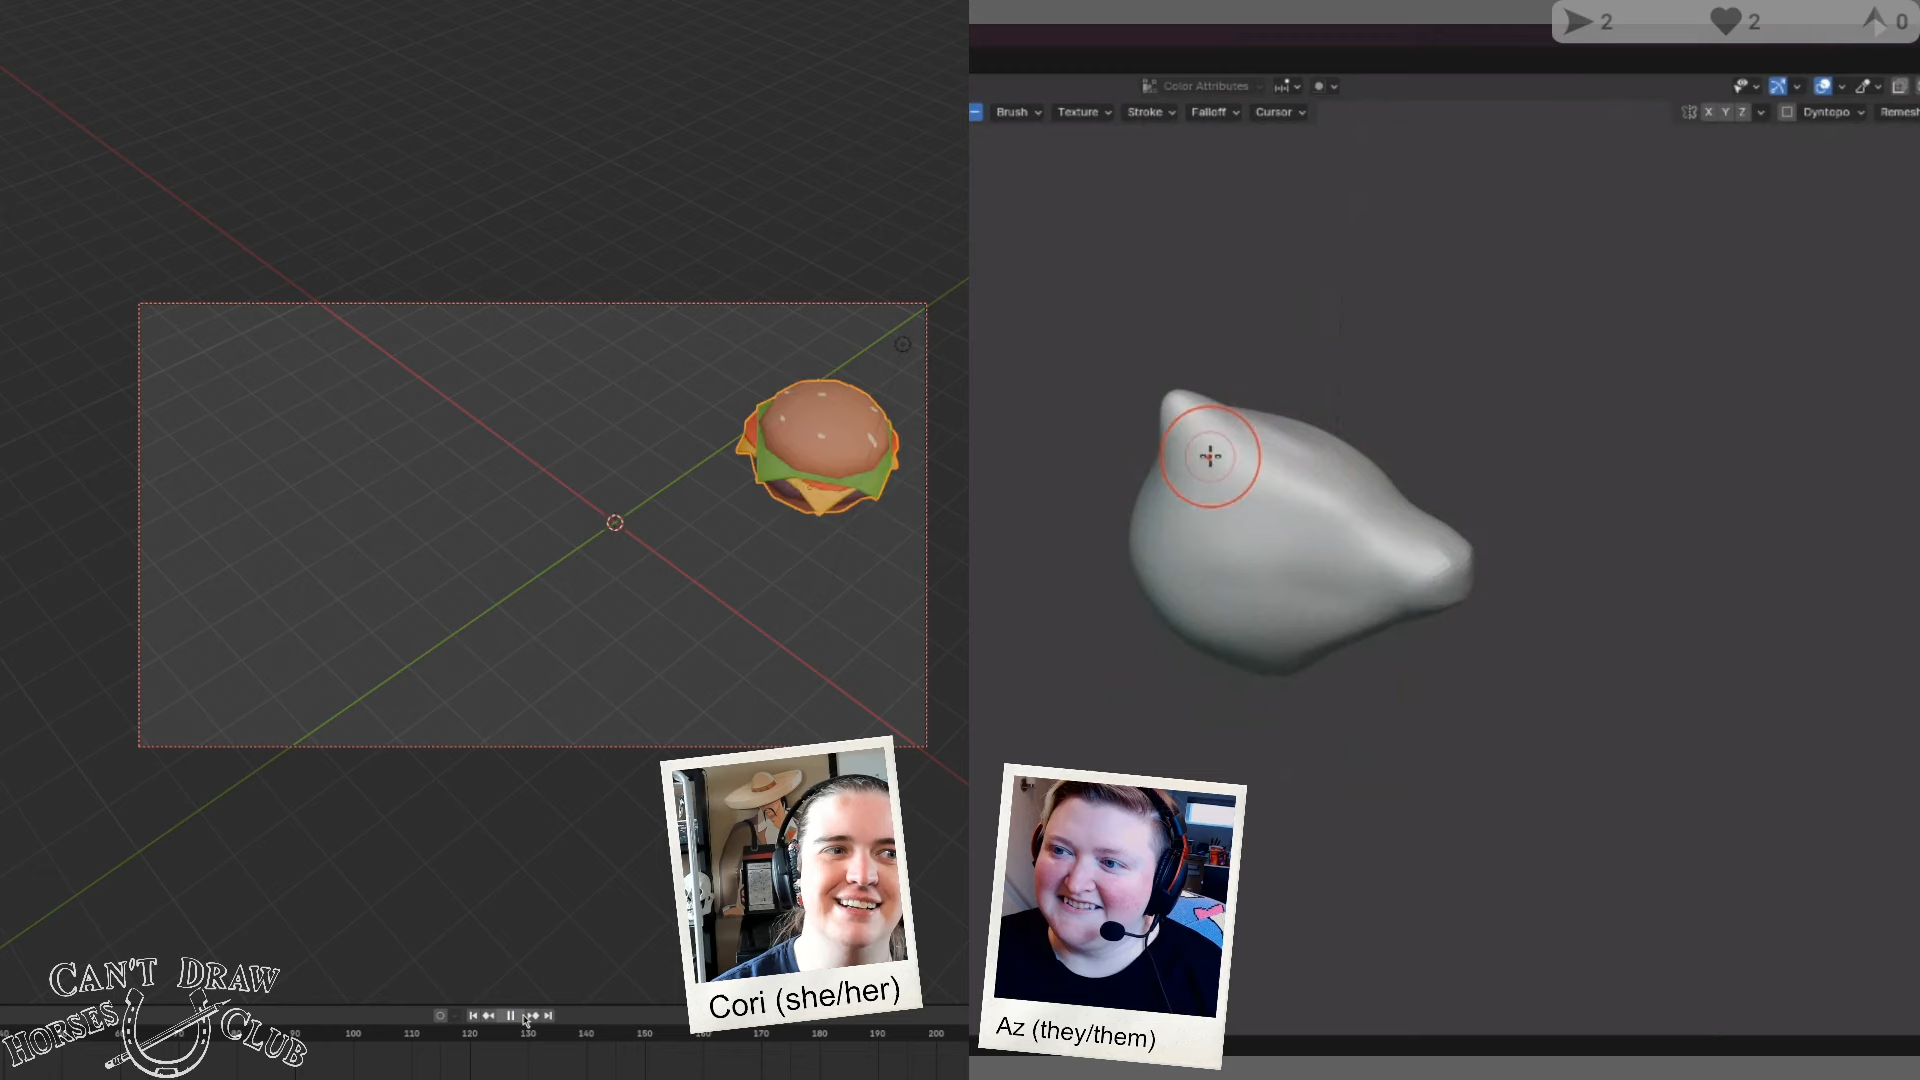 2 2 0
Color Attributes
Brush Texture Stroke Falloff Cursor X Y Z Dyntopo Remesh
CAN'T DRAW
HORSES CLUB
Cori (she/her)
Az (they/them)
90 100 110 120 130 140 150 170 180 190 200